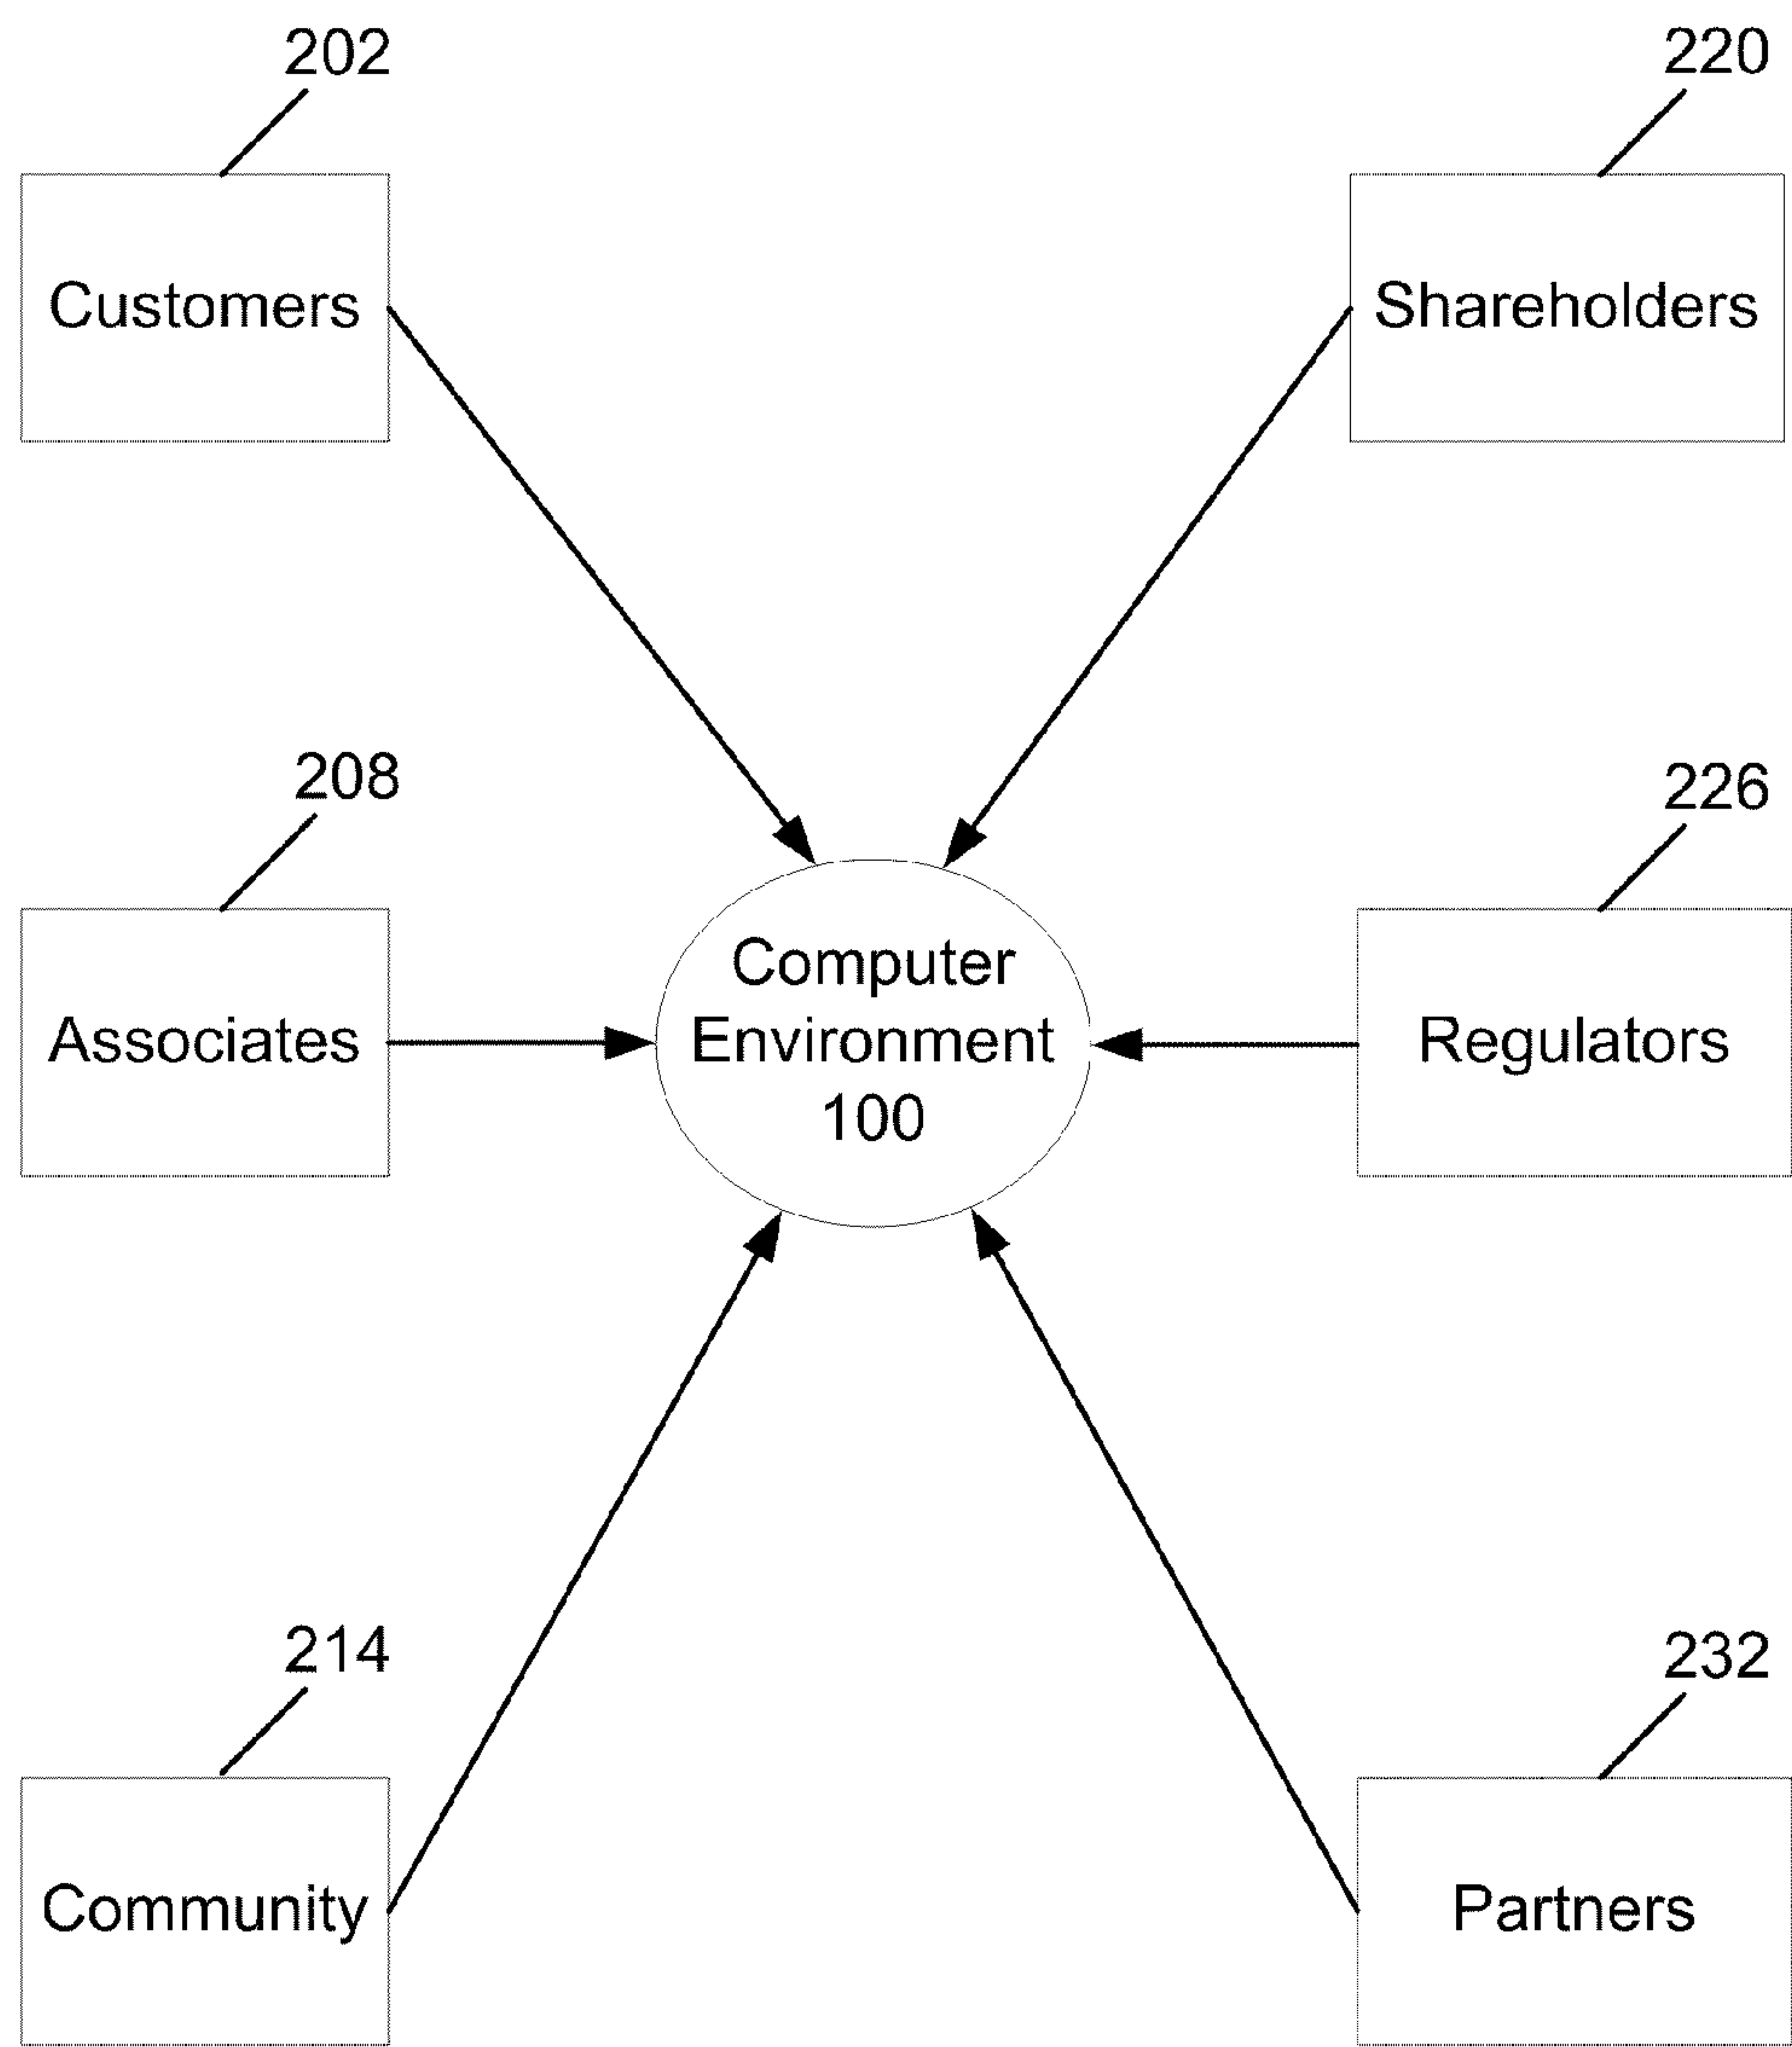 202
220
Customers
Shareholders
208
226
Computer
Environment
100
Associates
Regulators
214
232
Community
Partners